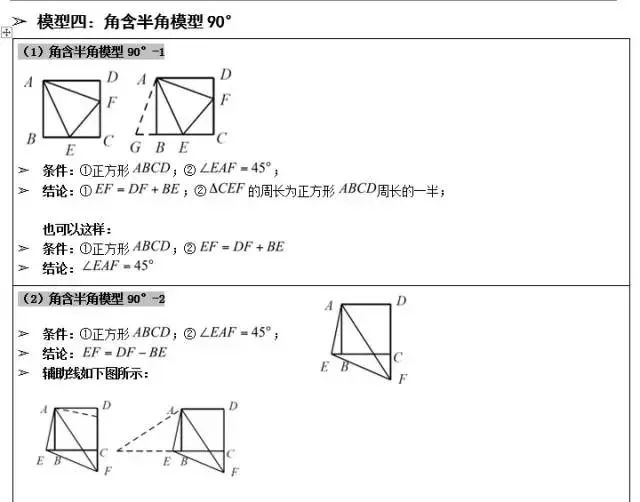 ➢ 模型四：角含半角模型 90°
（1）角含半角模型 90°-1
A D A D
F F
B E C G B E C
➢ 条件：①正方形 ABCD；②∠EAF = 45°；
➢ 结论：① EF = DF + BE；②ΔCEF 的周长为正方形 ABCD周长的一半；
也可以这样：
➢ 条件：①正方形 ABCD；② EF = DF + BE
➢ 结论：∠EAF = 45°
（2）角含半角模型 90°-2
A D
➢ 条件：①正方形 ABCD；②∠EAF = 45°；
➢ 结论：EF = DF − BE
C
E B
F
➢ 辅助线如下图所示：
A D A D
E B C E B C
F F